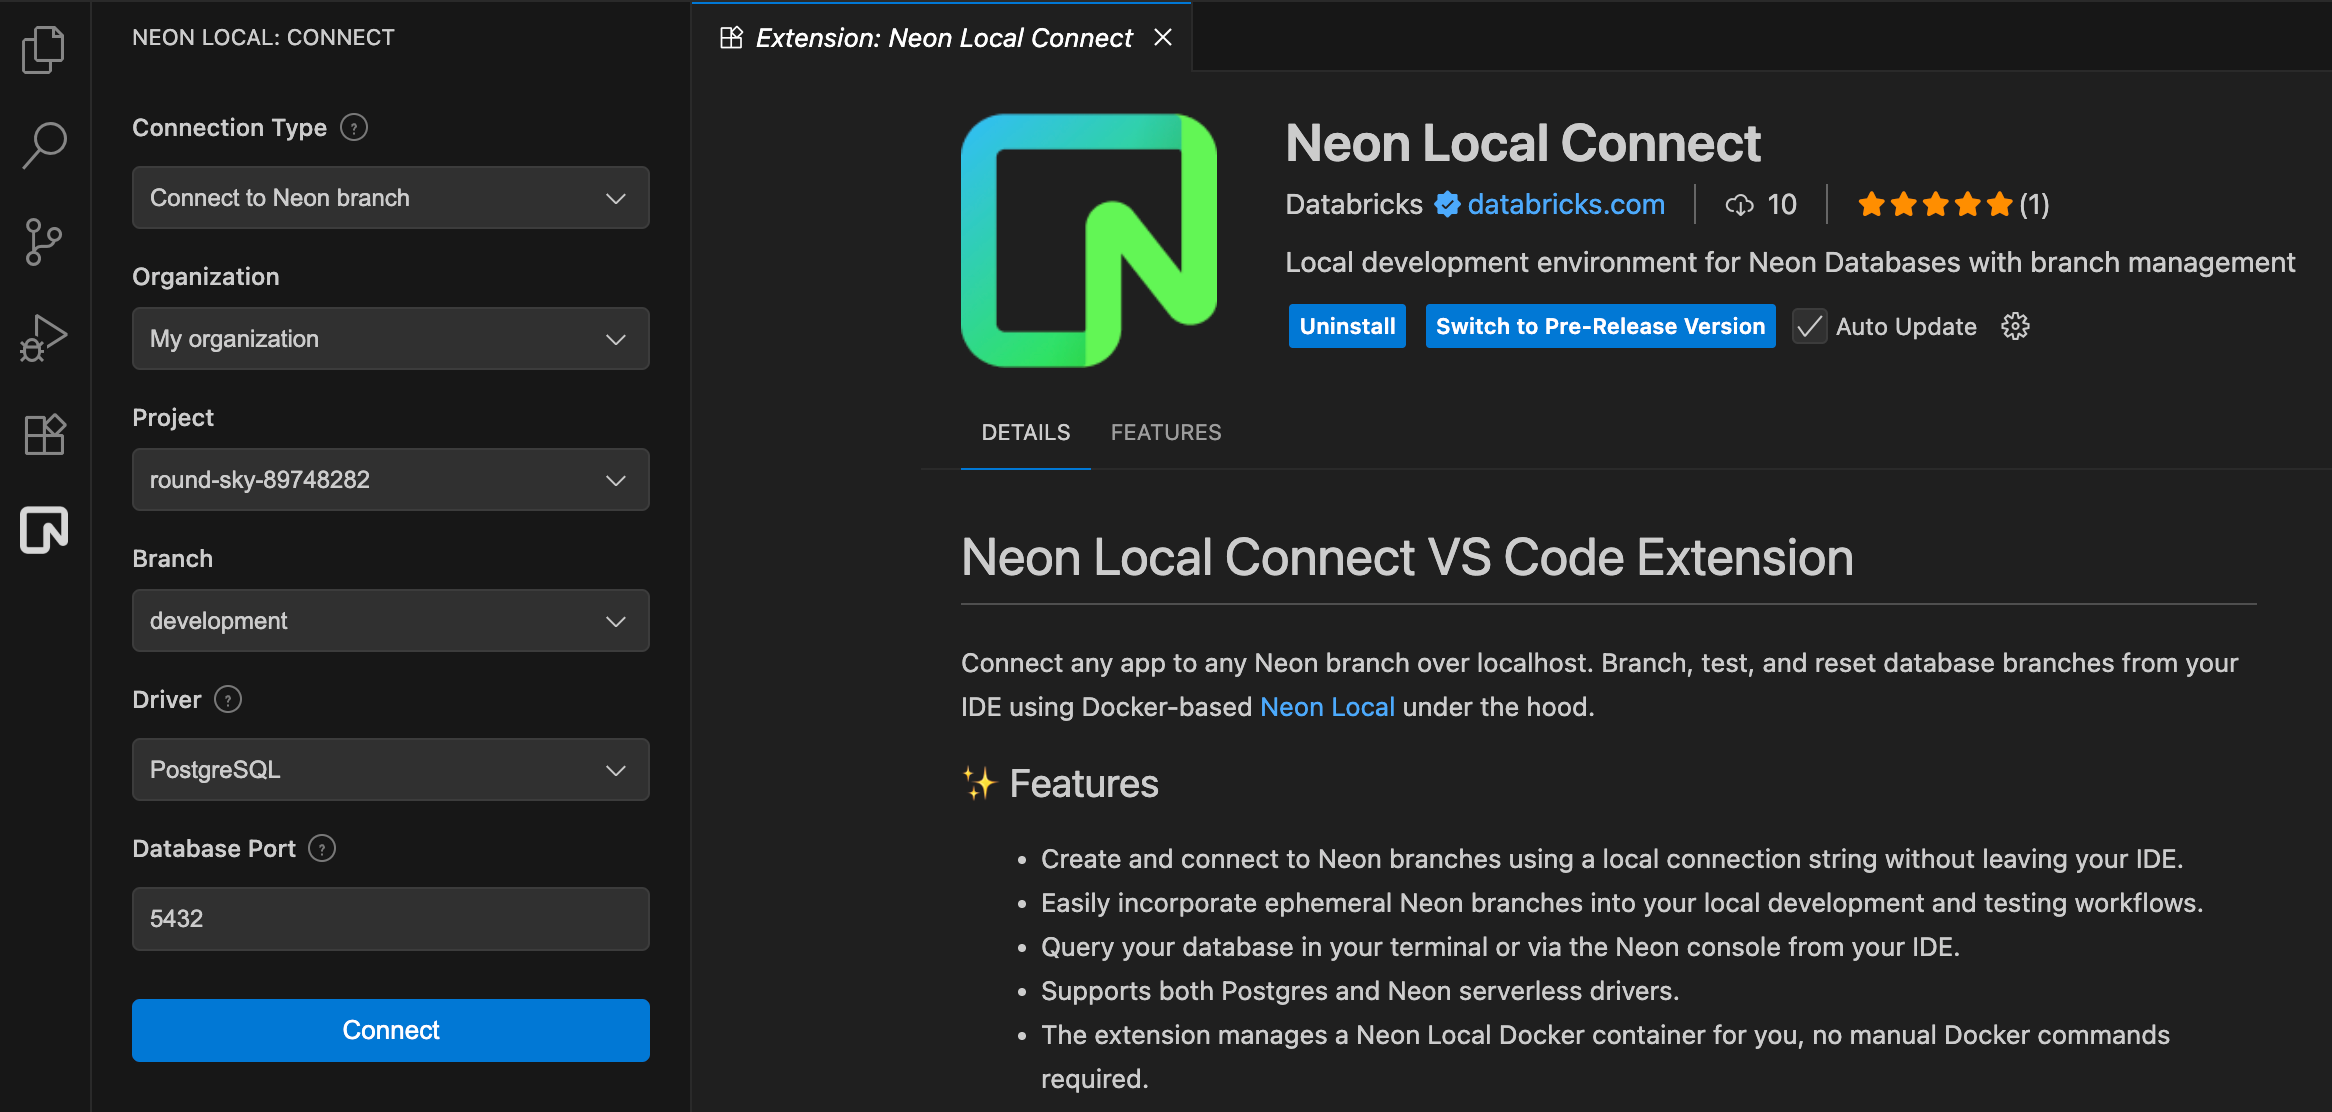 NEON LOCAL: CONNECT
Connection Type ?
Connect to Neon branch
Organization
My organization
Project
round-sky-89748282
Branch
development
Driver ?
PostgreSQL
Database Port ?
5432
Connect
Extension: Neon Local Connect
Neon Local Connect
Databricks databricks.com 10 (1)
Local development environment for Neon Databases with branch management
Uninstall Switch to Pre-Release Version Auto Update
DETAILS FEATURES
Neon Local Connect VS Code Extension
Connect any app to any Neon branch over localhost. Branch, test, and reset database branches from your
IDE using Docker-based Neon Local under the hood.
✨ Features
• Create and connect to Neon branches using a local connection string without leaving your IDE.
• Easily incorporate ephemeral Neon branches into your local development and testing workflows.
• Query your database in your terminal or via the Neon console from your IDE.
• Supports both Postgres and Neon serverless drivers.
• The extension manages a Neon Local Docker container for you, no manual Docker commands
required.